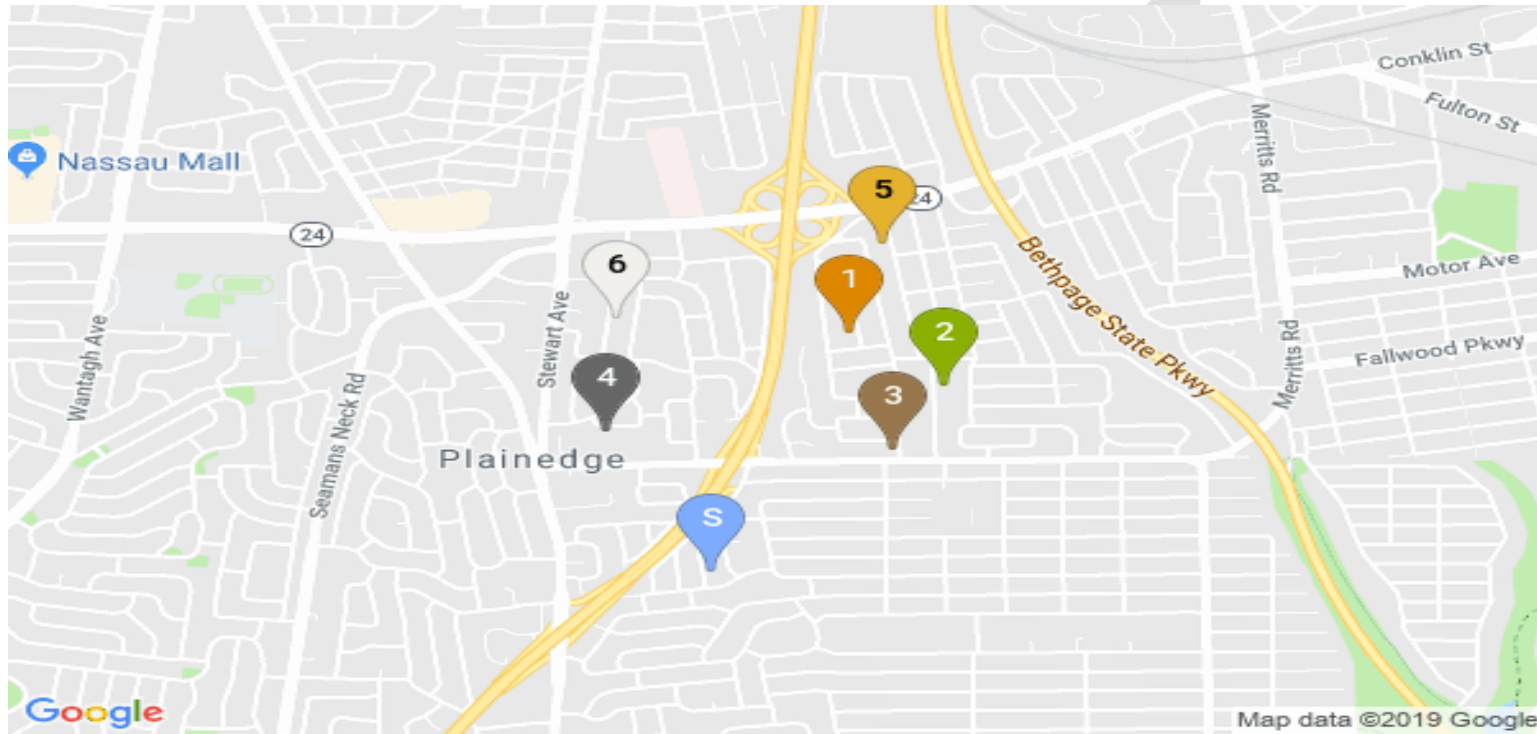 Conklin St
Fulton St
Merritts Rd
Nassau Mall
5
24
24
Motor Ave
6
1
Bethpage State Pkwy
Wantagh Ave
Stewart Ave
2
Merritts Rd
Fallwood Pkwy
4
3
Seamans Neck Rd
Plainedge
S
Google
Map data ©2019 Google